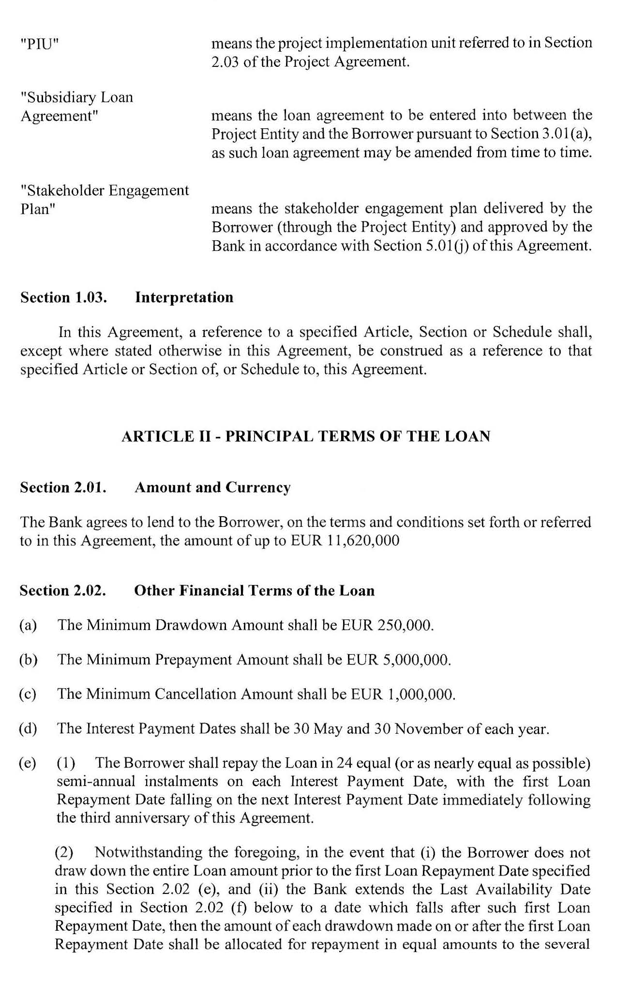 "PIU" means the project implementation unit referred to in Section
2.03 of the Project Agreement.
"Subsidiary Loan
Agreement" means the loan agreement to be entered into between the
Project Entity and the Borrower pursuant to Section 3.01(a),
as such loan agreement may be amended from time to time.
"Stakeholder Engagement
Plan" means the stakeholder engagement plan delivered by the
Borrower (through the Project Entity) and approved by the
Bank in accordance with Section 5.01(j) of this Agreement.
Section 1.03. Interpretation
In this Agreement, a reference to a specified Article, Section or Schedule shall,
except where stated otherwise in this Agreement, be construed as a reference to that
specified Article or Section of, or Schedule to, this Agreement.
ARTICLE II - PRINCIPAL TERMS OF THE LOAN
Section 2.01. Amount and Currency
The Bank agrees to lend to the Borrower, on the terms and conditions set forth or referred
to in this Agreement, the amount of up to EUR 11,620,000
Section 2.02. Other Financial Terms of the Loan
(a) The Minimum Drawdown Amount shall be EUR 250,000.
(b) The Minimum Prepayment Amount shall be EUR 5,000,000.
(c) The Minimum Cancellation Amount shall be EUR 1,000,000.
(d) The Interest Payment Dates shall be 30 May and 30 November of each year.
(e) (1) The Borrower shall repay the Loan in 24 equal (or as nearly equal as possible)
semi-annual instalments on each Interest Payment Date, with the first Loan
Repayment Date falling on the next Interest Payment Date immediately following
the third anniversary of this Agreement.
(2) Notwithstanding the foregoing, in the event that (i) the Borrower does not
draw down the entire Loan amount prior to the first Loan Repayment Date specified
in this Section 2.02 (e), and (ii) the Bank extends the Last Availability Date
specified in Section 2.02 (f) below to a date which falls after such first Loan
Repayment Date, then the amount of each drawdown made on or after the first Loan
Repayment Date shall be allocated for repayment in equal amounts to the several